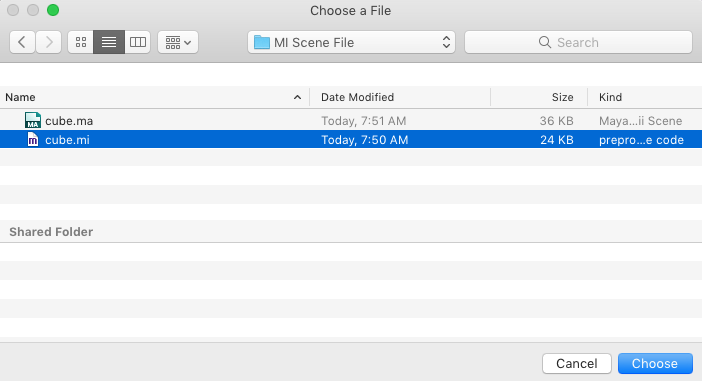 Choose a File
MI Scene File
Search
Name Date Modified Size Kind
MA cube.ma Today, 7:51 AM 36 KB Maya...ii Scene
m cube.mi Today, 7:50 AM 24 KB prepro...e code
Shared Folder
Cancel Choose